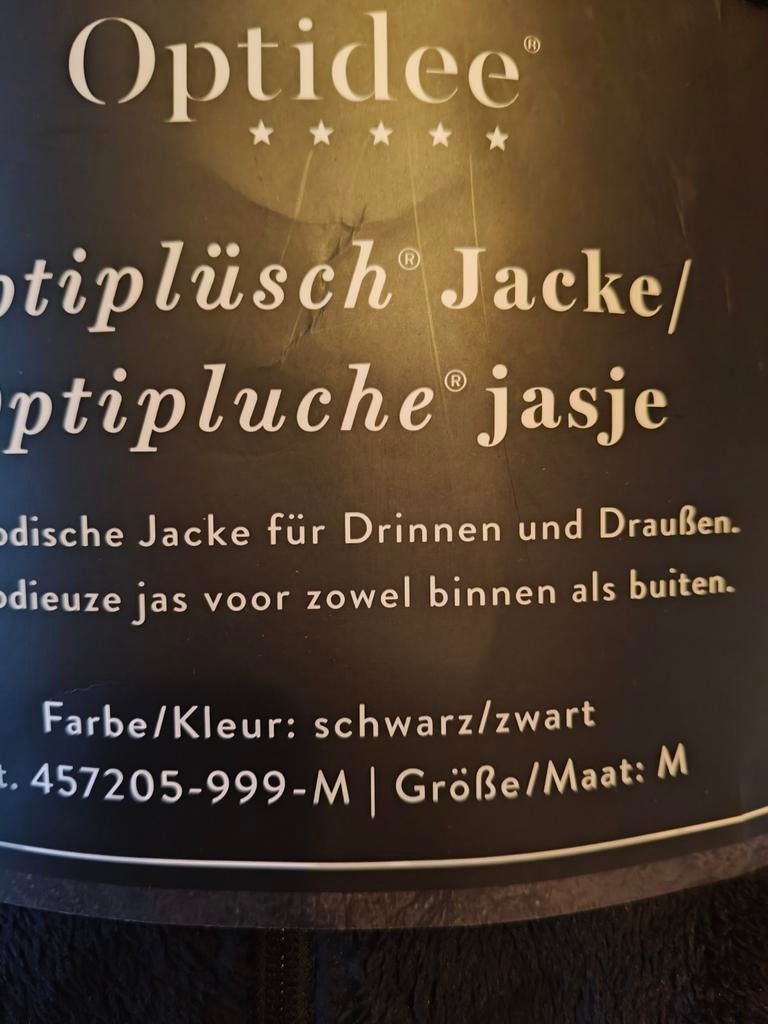 Optidee®
★ ★ ★ ★ ★
ptiplüsch® Jacke/
Optipluche® jasje
odische Jacke für Drinnen und Draußen.
odieuze jas voor zowel binnen als buiten.
Farbe/Kleur: schwarz/zwart
t. 457205-999-M | Größe/Maat: M